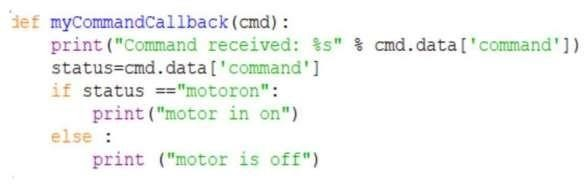 def myCommandCallback(cmd):
print("Command received: %s" % cmd.data['command'])
status=cmd.data['command']
if status =="motoron":
print("motor in on")
else :
print ("motor is off")